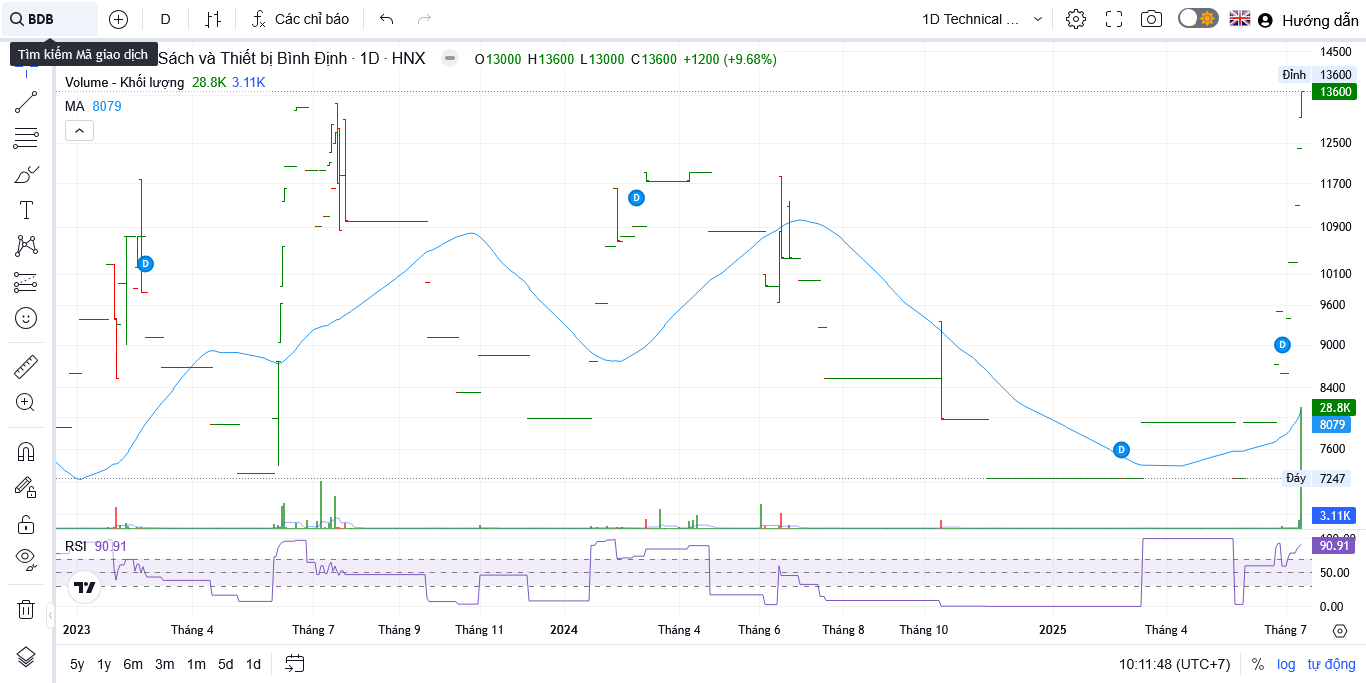 BDB D Các chỉ báo 1D Technical ... Hướng dẫn
Tìm kiếm Mã giao dịch
Sách và Thiết bị Bình Định · 1D · HNX O13000 H13600 L13000 C13600 +1200 (+9.68%)
Volume - Khối lượng 28.8K 3.11K
MA 8079
14500
Đỉnh 13600
13600
12500
11700
10900
10100
9600
9000
8400
28.8K
8079
7600
Đáy 7247
3.11K
D
D
D
D
RSI 90.91
100.00
90.91
50.00
0.00
2023 Tháng 4 Tháng 7 Tháng 9 Tháng 11 2024 Tháng 4 Tháng 6 Tháng 8 Tháng 10 2025 Tháng 4 Tháng 7
5y 1y 6m 3m 1m 5d 1d 10:11:48 (UTC+7) % log tự động